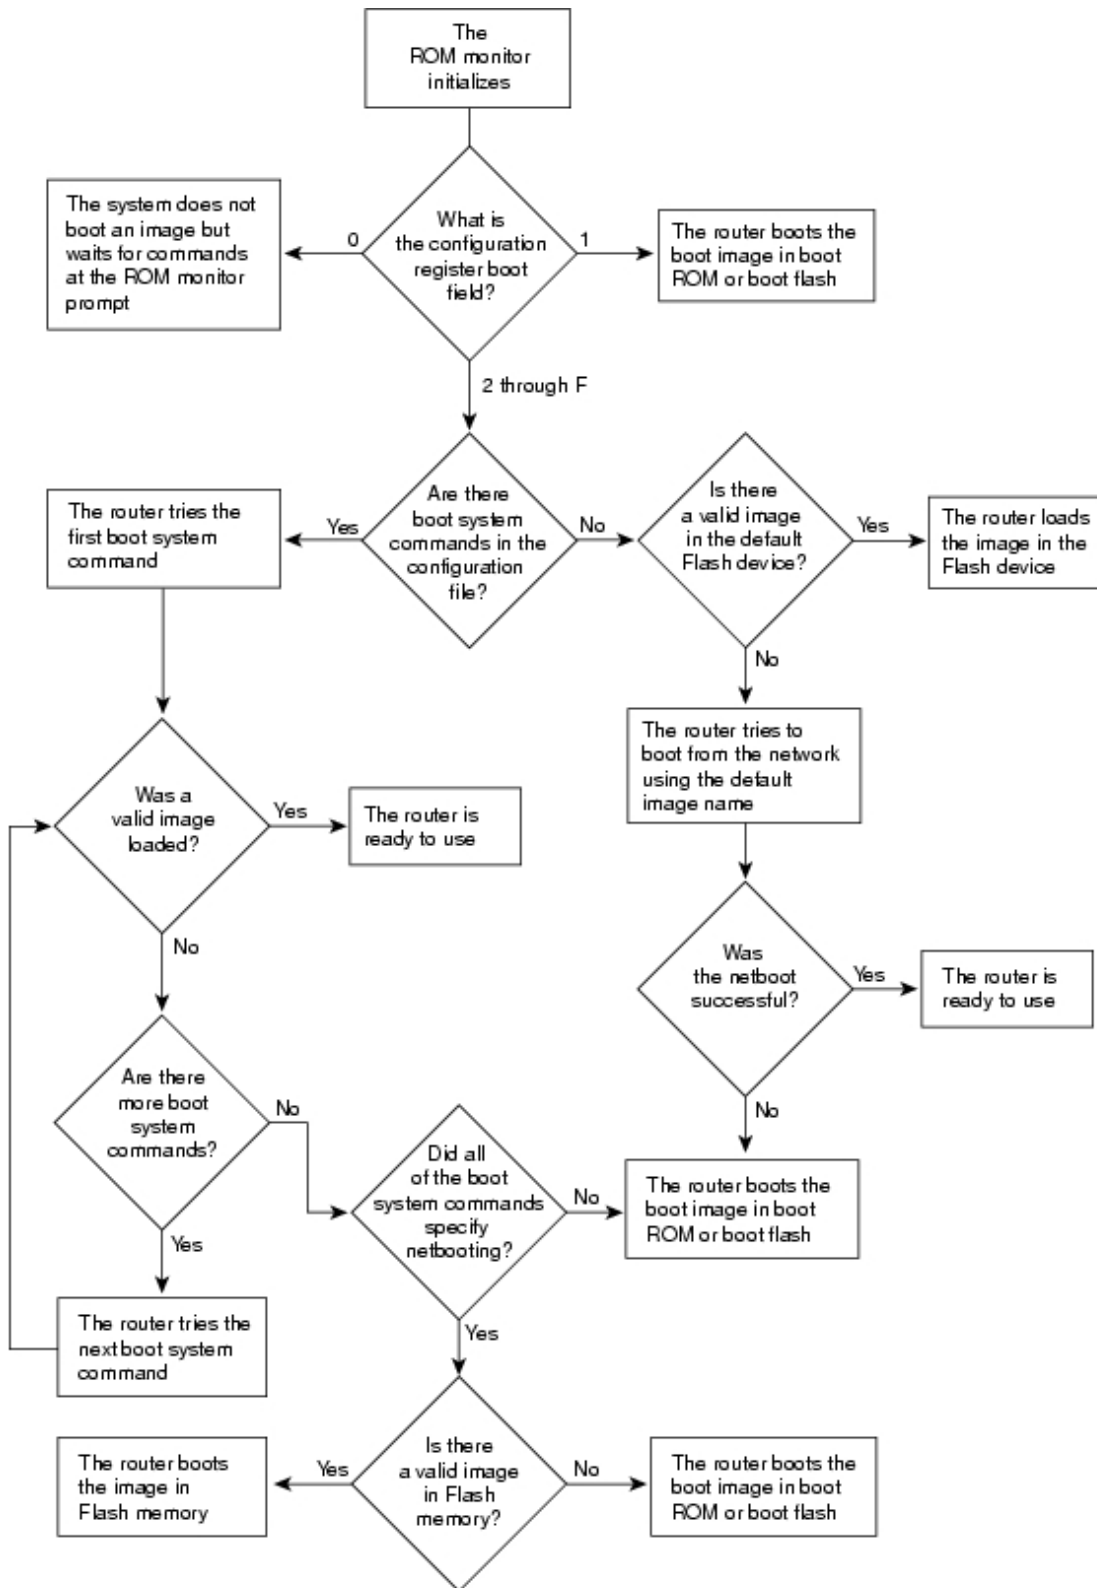 The
ROM monitor
initializes
The system does not
boot an image but
waits for commands
at the ROM monitor
prompt
0
What is
the configuration
register boot
field?
1
The router boots the
boot image in boot
ROM or boot flash
2 through F
The router tries the
first boot system
command
Yes
Are there
boot system
commands in the
configuration
file?
No
Is there
a valid image
in the default
Flash device?
Yes
The router loads
the image in the
Flash device
No
The router tries to
boot from the network
using the default
image name
Was a
valid image
loaded?
Yes
The router is
ready to use
No
Was
the netboot
successful?
Yes
The router is
ready to use
No
Are there
more boot
system
commands?
No
Did all
of the boot
system commands
specify
netbooting?
No
The router boots the
boot image in boot
ROM or boot flash
Yes
The router tries the
next boot system
command
Yes
The router boots
the image in
Flash memory
Yes
Is there
a valid image
in Flash
memory?
No
The router boots the
boot image in boot
ROM or boot flash